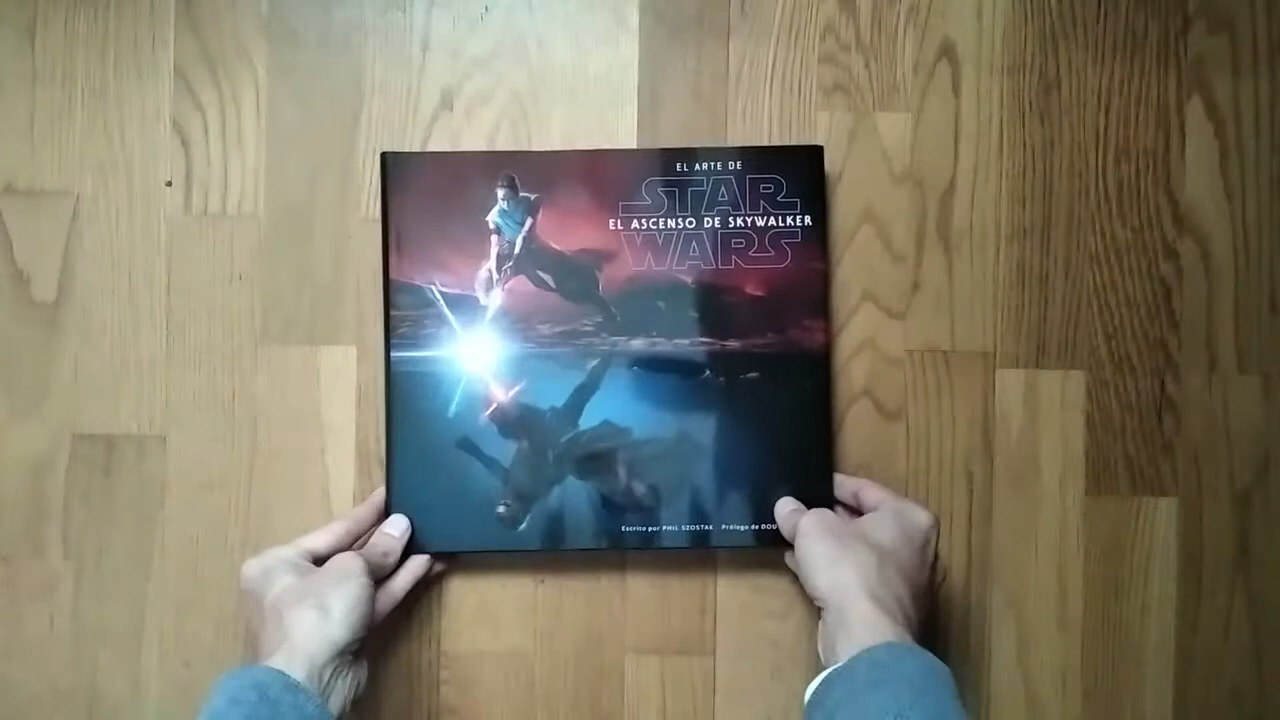 EL ARTE DE
STAR
EL ASCENSO DE SKYWALKER
WARS
Escrito por PHIL SZOSTAK Prólogo de